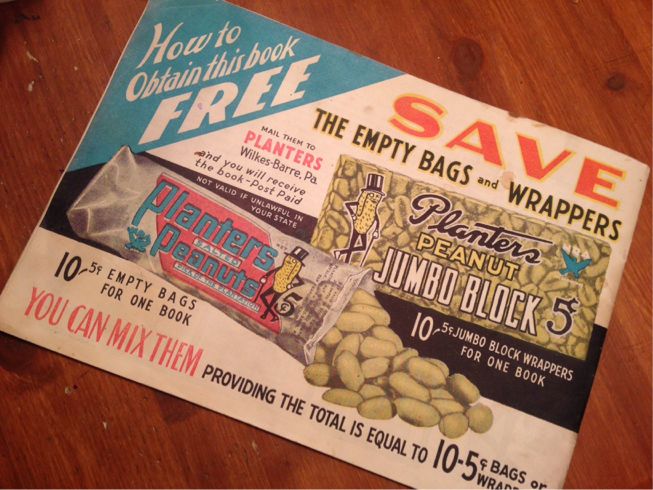 How to
Obtain this book
FREE
MAIL THEM TO
PLANTERS
Wilkes-Barre, Pa.
and you will receive
the book-Post Paid
NOT VALID IF UNLAWFUL IN
YOUR STATE
SAVE
THE EMPTY BAGS and WRAPPERS
Planters
SALTED
Peanuts
5¢
Planters
PEANUT
JUMBO BLOCK 5¢
10-5¢ EMPTY BAGS
FOR ONE BOOK
10-5¢ JUMBO BLOCK WRAPPERS
FOR ONE BOOK
YOU CAN MIX THEM
PROVIDING THE TOTAL IS EQUAL TO 10-5¢ BAGS or